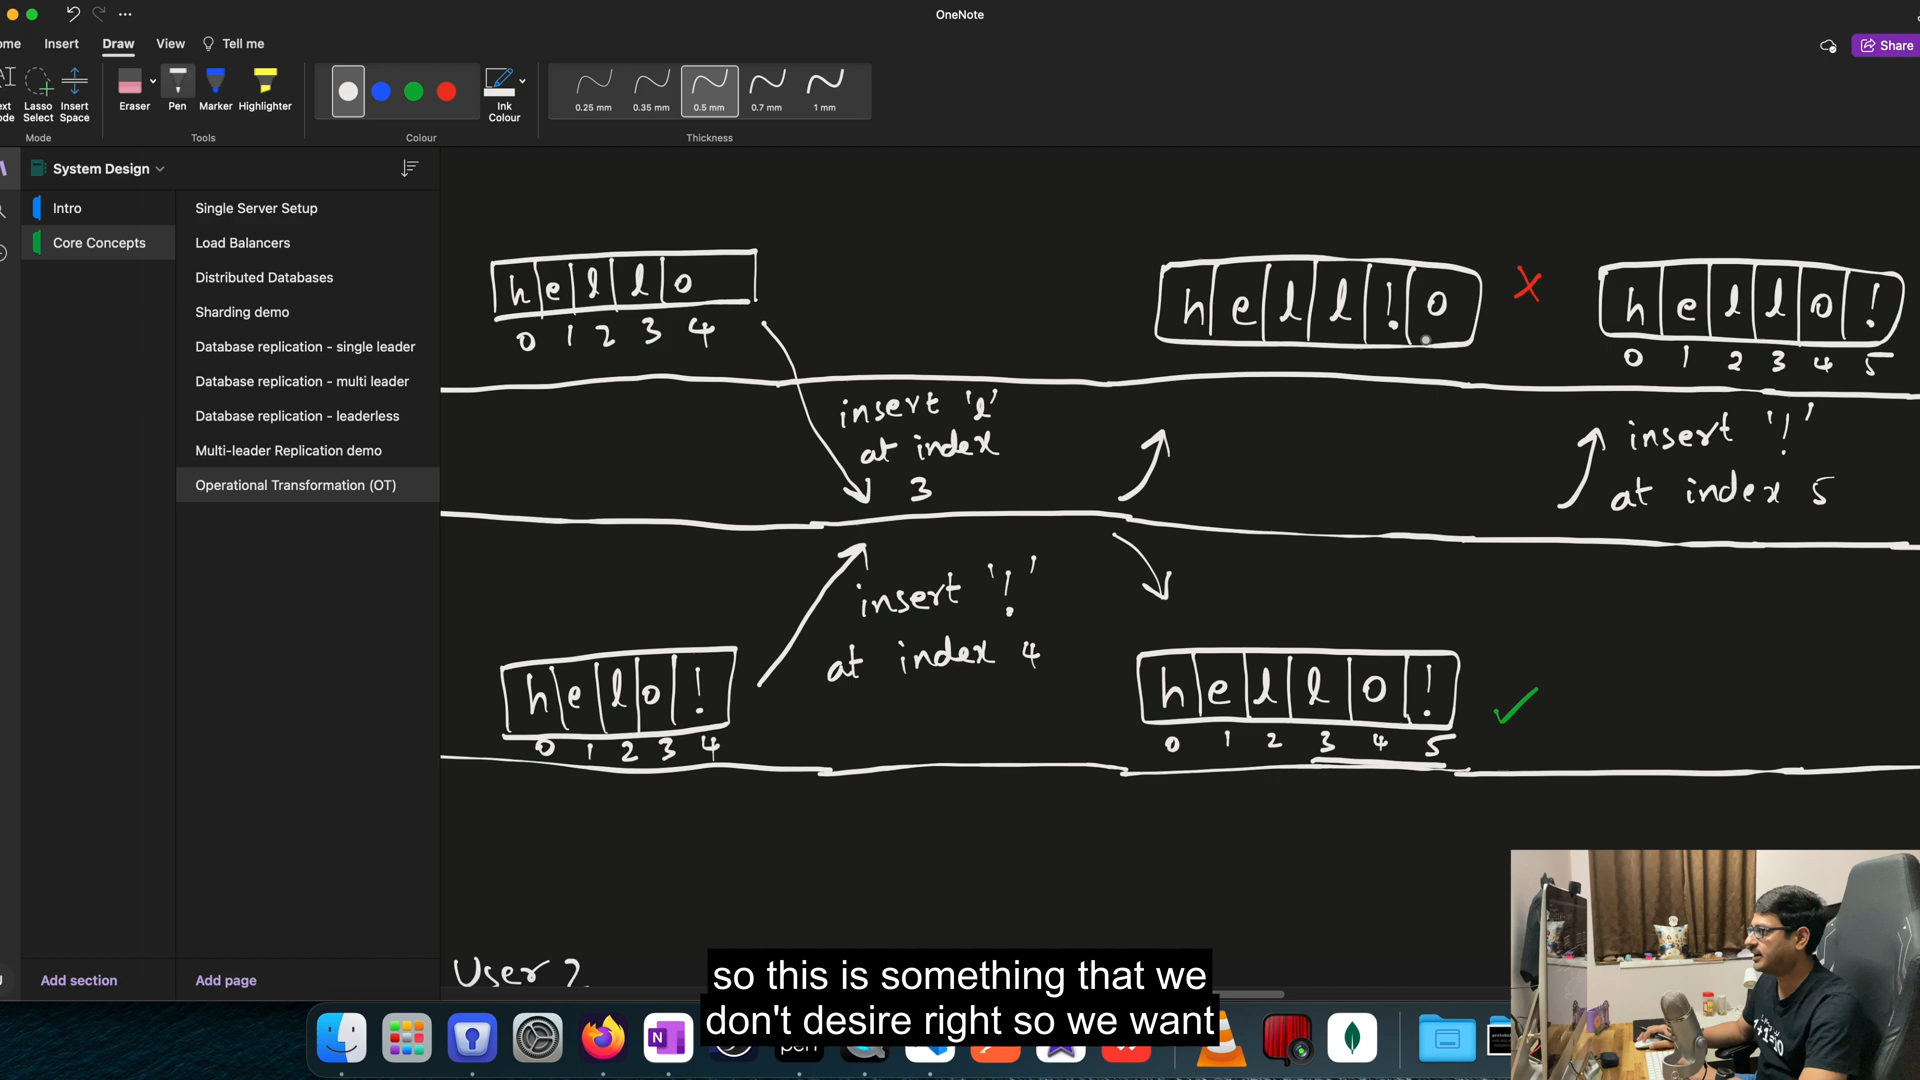 OneNote
ome Insert Draw View Tell me
Share
Eraser Pen Marker Highlighter
ext Lasso Insert
ode Select Space
Ink
Colour
0.25 mm 0.35 mm 0.5 mm 0.7 mm 1 mm
Mode Tools Colour Thickness
System Design
Intro
Core Concepts
Single Server Setup
Load Balancers
Distributed Databases
Sharding demo
Database replication - single leader
Database replication - multi leader
Database replication - leaderless
Multi-leader Replication demo
Operational Transformation (OT)
Add section
Add page
h e l l o
0 1 2 3 4
h e l l ! o
X
h e l l o !
0 1 2 3 4 5
insert 'l'
at index
3
insert '!'
at index 5
insert '!'
at index 4
h e l o !
0 1 2 3 4
h e l l o !
0 1 2 3 4 5
User 2
so this is something that we
don't desire right so we want
pen